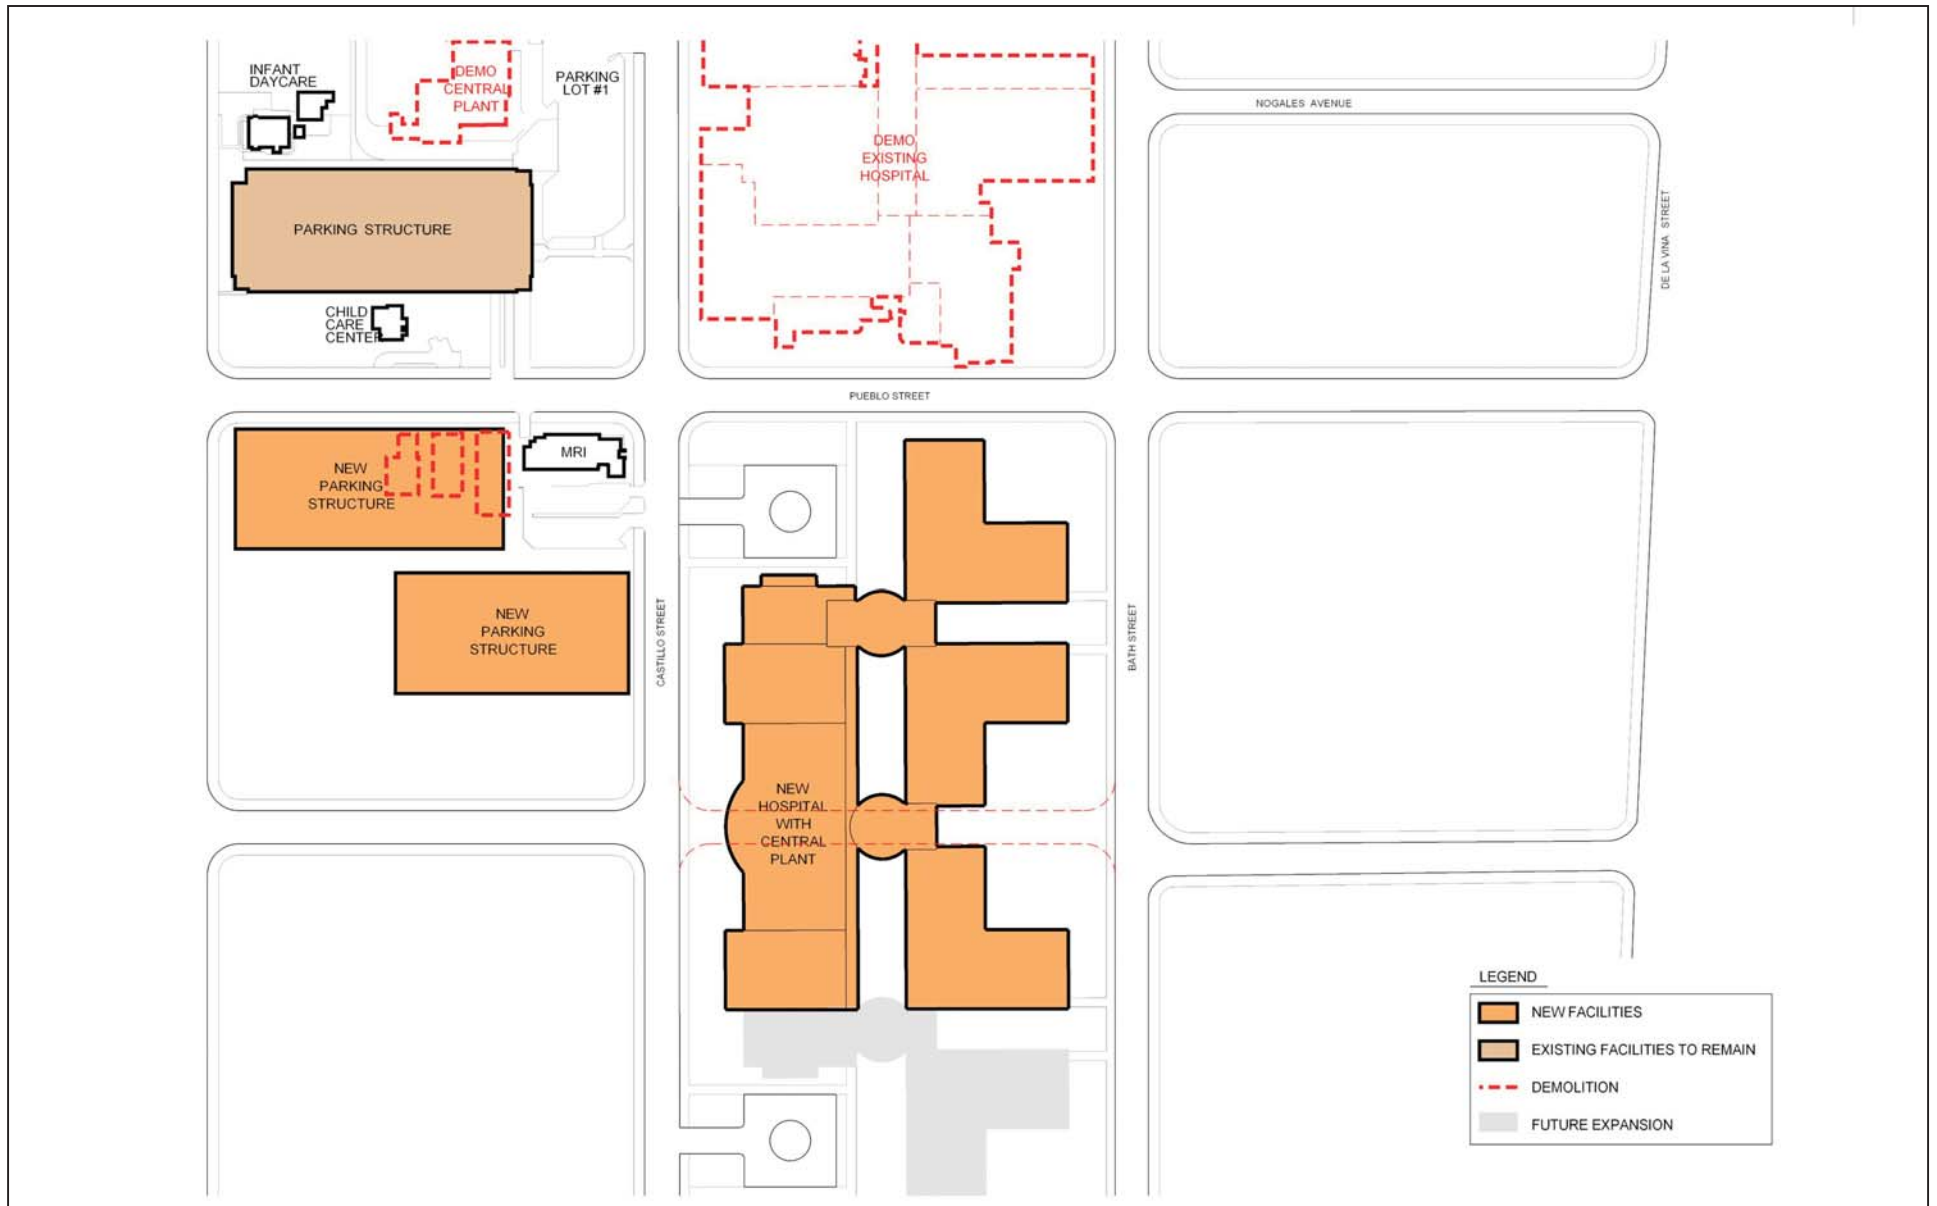 INFANT
DAYCARE
DEMO
CENTRAL
PLANT
PARKING
LOT #1
NOGALES AVENUE
DEMO
EXISTING
HOSPITAL
PARKING STRUCTURE
DE LA VINA STREET
CHILD
CARE
CENTER
PUEBLO STREET
NEW
PARKING
STRUCTURE
MRI
NEW
PARKING
STRUCTURE
CASTILLO STREET
BATH STREET
NEW
HOSPITAL
WITH
CENTRAL
PLANT
LEGEND
NEW FACILITIES
EXISTING FACILITIES TO REMAIN
DEMOLITION
FUTURE EXPANSION